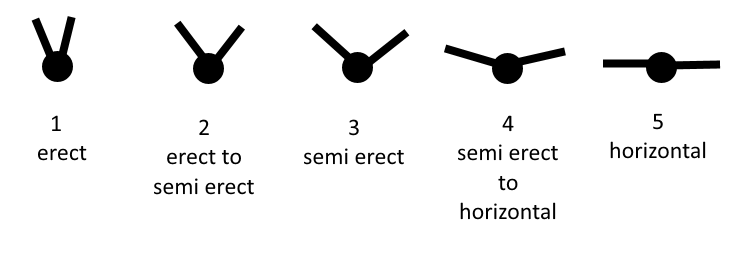 1
erect
2
erect to
semi erect
3
semi erect
4
semi erect
to
horizontal
5
horizontal